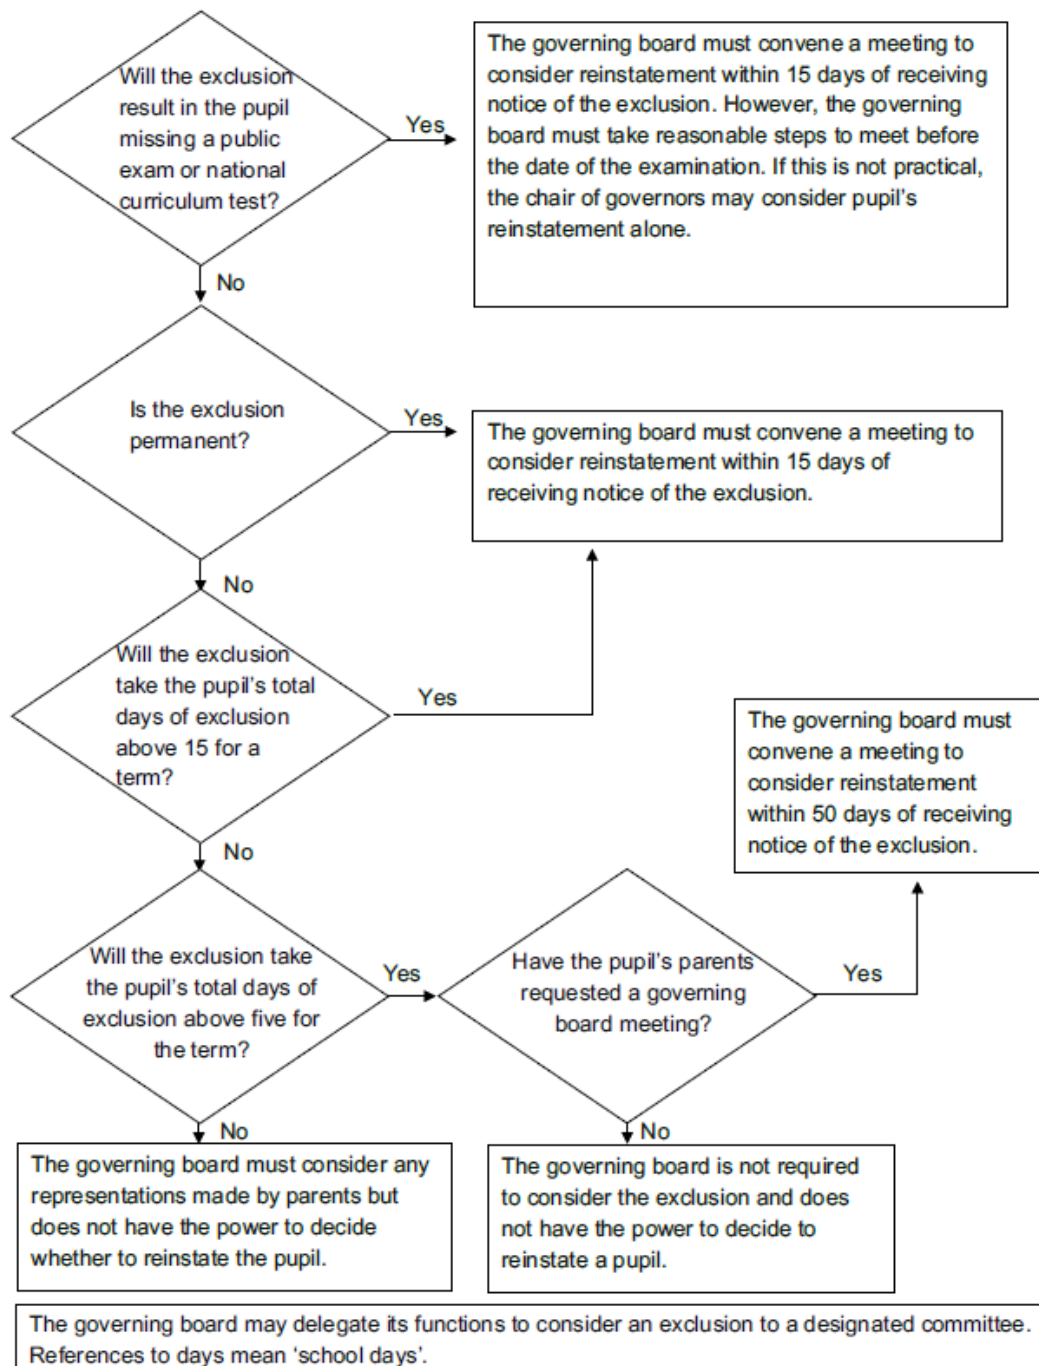 Will the exclusion
result in the pupil
missing a public
exam or national
curriculum test?
Yes
The governing board must convene a meeting to
consider reinstatement within 15 days of receiving
notice of the exclusion. However, the governing
board must take reasonable steps to meet before
the date of the examination. If this is not practical,
the chair of governors may consider pupil's
reinstatement alone.
No
Is the exclusion
permanent?
Yes
The governing board must convene a meeting to
consider reinstatement within 15 days of
receiving notice of the exclusion.
No
Will the exclusion
take the pupil's total
days of exclusion
above 15 for a
term?
Yes
The governing board must
convene a meeting to
consider reinstatement
within 50 days of receiving
notice of the exclusion.
No
Will the exclusion take
the pupil's total days of
exclusion above five for
the term?
Yes
Have the pupil's parents
requested a governing
board meeting?
Yes
No
The governing board must consider any
representations made by parents but
does not have the power to decide
whether to reinstate the pupil.
No
The governing board is not required
to consider the exclusion and does
not have the power to decide to
reinstate a pupil.
The governing board may delegate its functions to consider an exclusion to a designated committee.
References to days mean 'school days'.